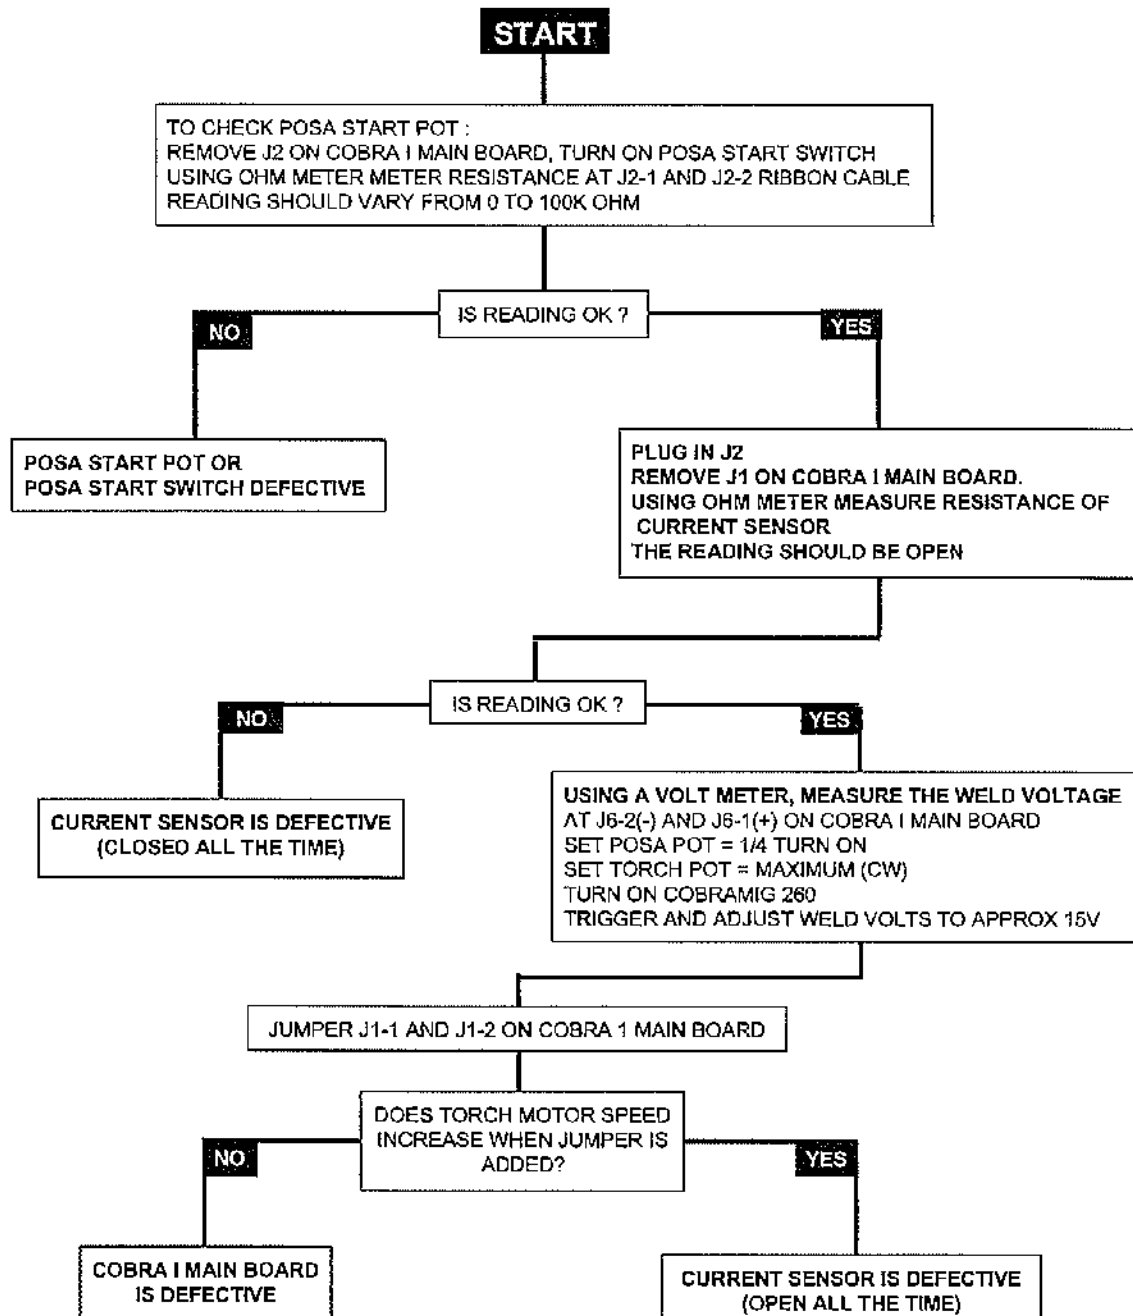 START
TO CHECK POSA START POT :
REMOVE J2 ON COBRA I MAIN BOARD, TURN ON POSA START SWITCH
USING OHM METER METER RESISTANCE AT J2-1 AND J2-2 RIBBON CABLE
READING SHOULD VARY FROM 0 TO 100K OHM
IS READING OK ?
NO
YES
POSA START POT OR
POSA START SWITCH DEFECTIVE
PLUG IN J2
REMOVE J1 ON COBRA I MAIN BOARD.
USING OHM METER MEASURE RESISTANCE OF
CURRENT SENSOR
THE READING SHOULD BE OPEN
IS READING OK ?
NO
YES
CURRENT SENSOR IS DEFECTIVE
(CLOSED ALL THE TIME)
USING A VOLT METER, MEASURE THE WELD VOLTAGE
AT J6-2(-) AND J6-1(+) ON COBRA I MAIN BOARD
SET POSA POT = 1/4 TURN ON
SET TORCH POT = MAXIMUM (CW)
TURN ON COBRAMIG 260
TRIGGER AND ADJUST WELD VOLTS TO APPROX 15V
JUMPER J1-1 AND J1-2 ON COBRA 1 MAIN BOARD
DOES TORCH MOTOR SPEED
INCREASE WHEN JUMPER IS
ADDED?
NO
YES
COBRA I MAIN BOARD
IS DEFECTIVE
CURRENT SENSOR IS DEFECTIVE
(OPEN ALL THE TIME)